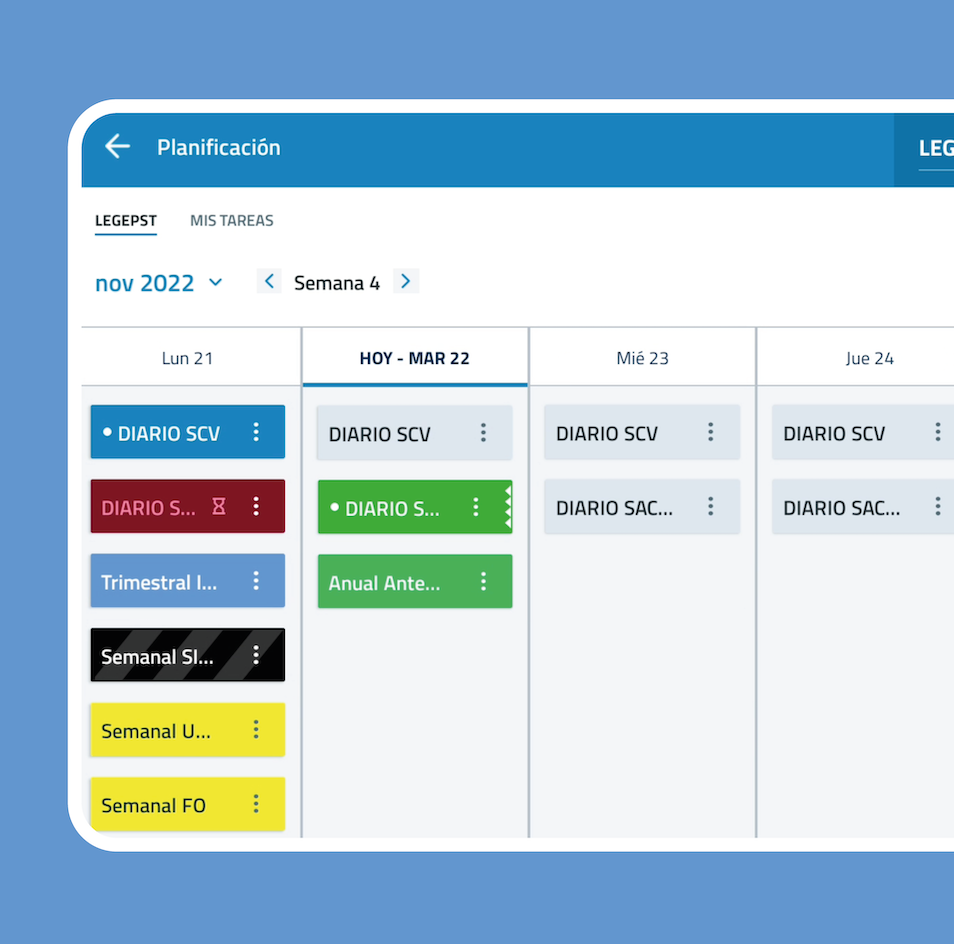 Planificación
LEG
LEGEPST MIS TAREAS
nov 2022 Semana 4
Lun 21 HOY - MAR 22 Mié 23 Jue 24
DIARIO SCV DIARIO SCV DIARIO SCV DIARIO SCV
DIARIO S... DIARIO S... DIARIO SAC... DIARIO SAC...
Trimestral I... Anual Ante...
Semanal SI...
Semanal U...
Semanal FO